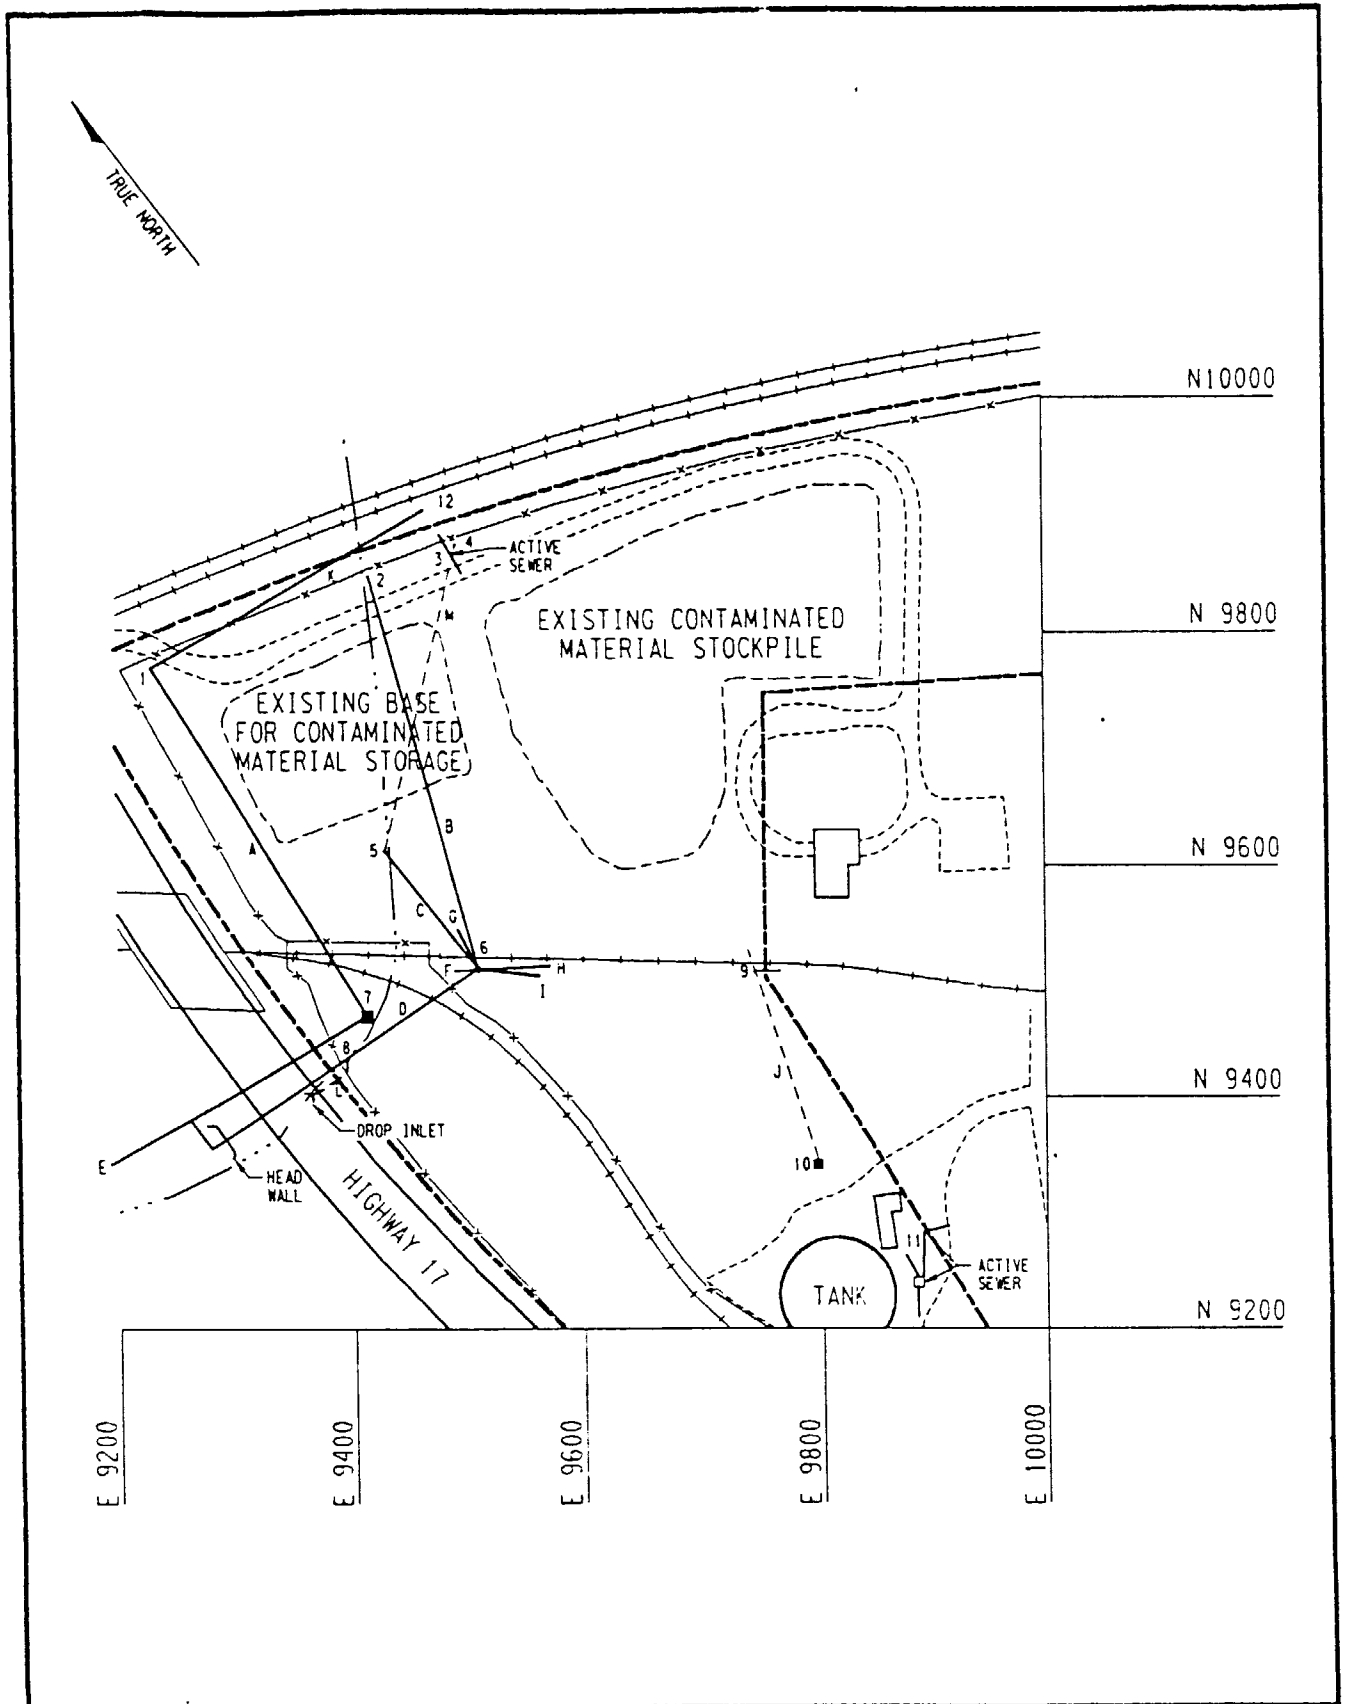 TRUE NORTH
N10000
12
4
3
ACTIVE
SEWER
2
M
EXISTING CONTAMINATED
MATERIAL STOCKPILE
N 9800
1
EXISTING BASE
FOR CONTAMINATED
MATERIAL STORAGE
B
A
5
N 9600
C
G
6
F
H
I
9
7
D
8
J
N 9400
L
DROP INLET
E
HEAD
WALL
10
HIGHWAY 17
11
ACTIVE
SEWER
TANK
N 9200
E 9200
E 9400
E 9600
E 9800
E 10000